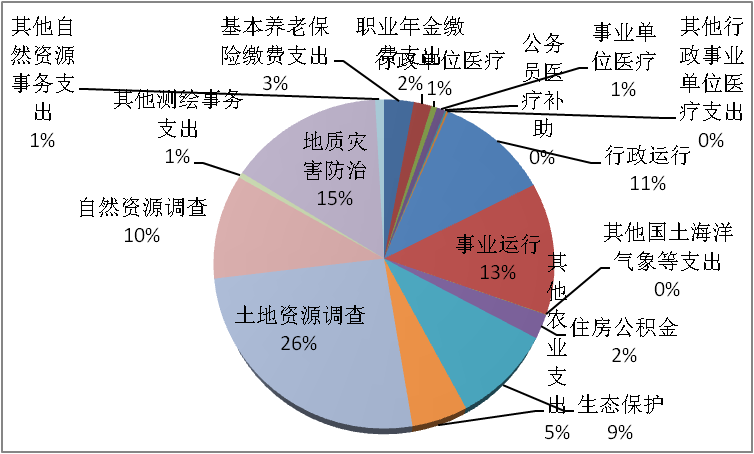 其他自
然资源
事务支
出
1%
基本养老保
险缴费支出
3%
职业年金缴
费支出
2%
行政单位医疗
1%
公务
员医
疗补
助
0%
事业单
位医疗
1%
其他行
政事业
单位医
疗支出
0%
行政运行
11%
事业运行
13%
其他国土海洋
气象等支出
0%
住房公积金
2%
生态保护
9%
其
他
农
业
支
出
5%
土地资源调查
26%
自然资源调查
10%
其他测绘事务
支出
1%
地质灾
害防治
15%